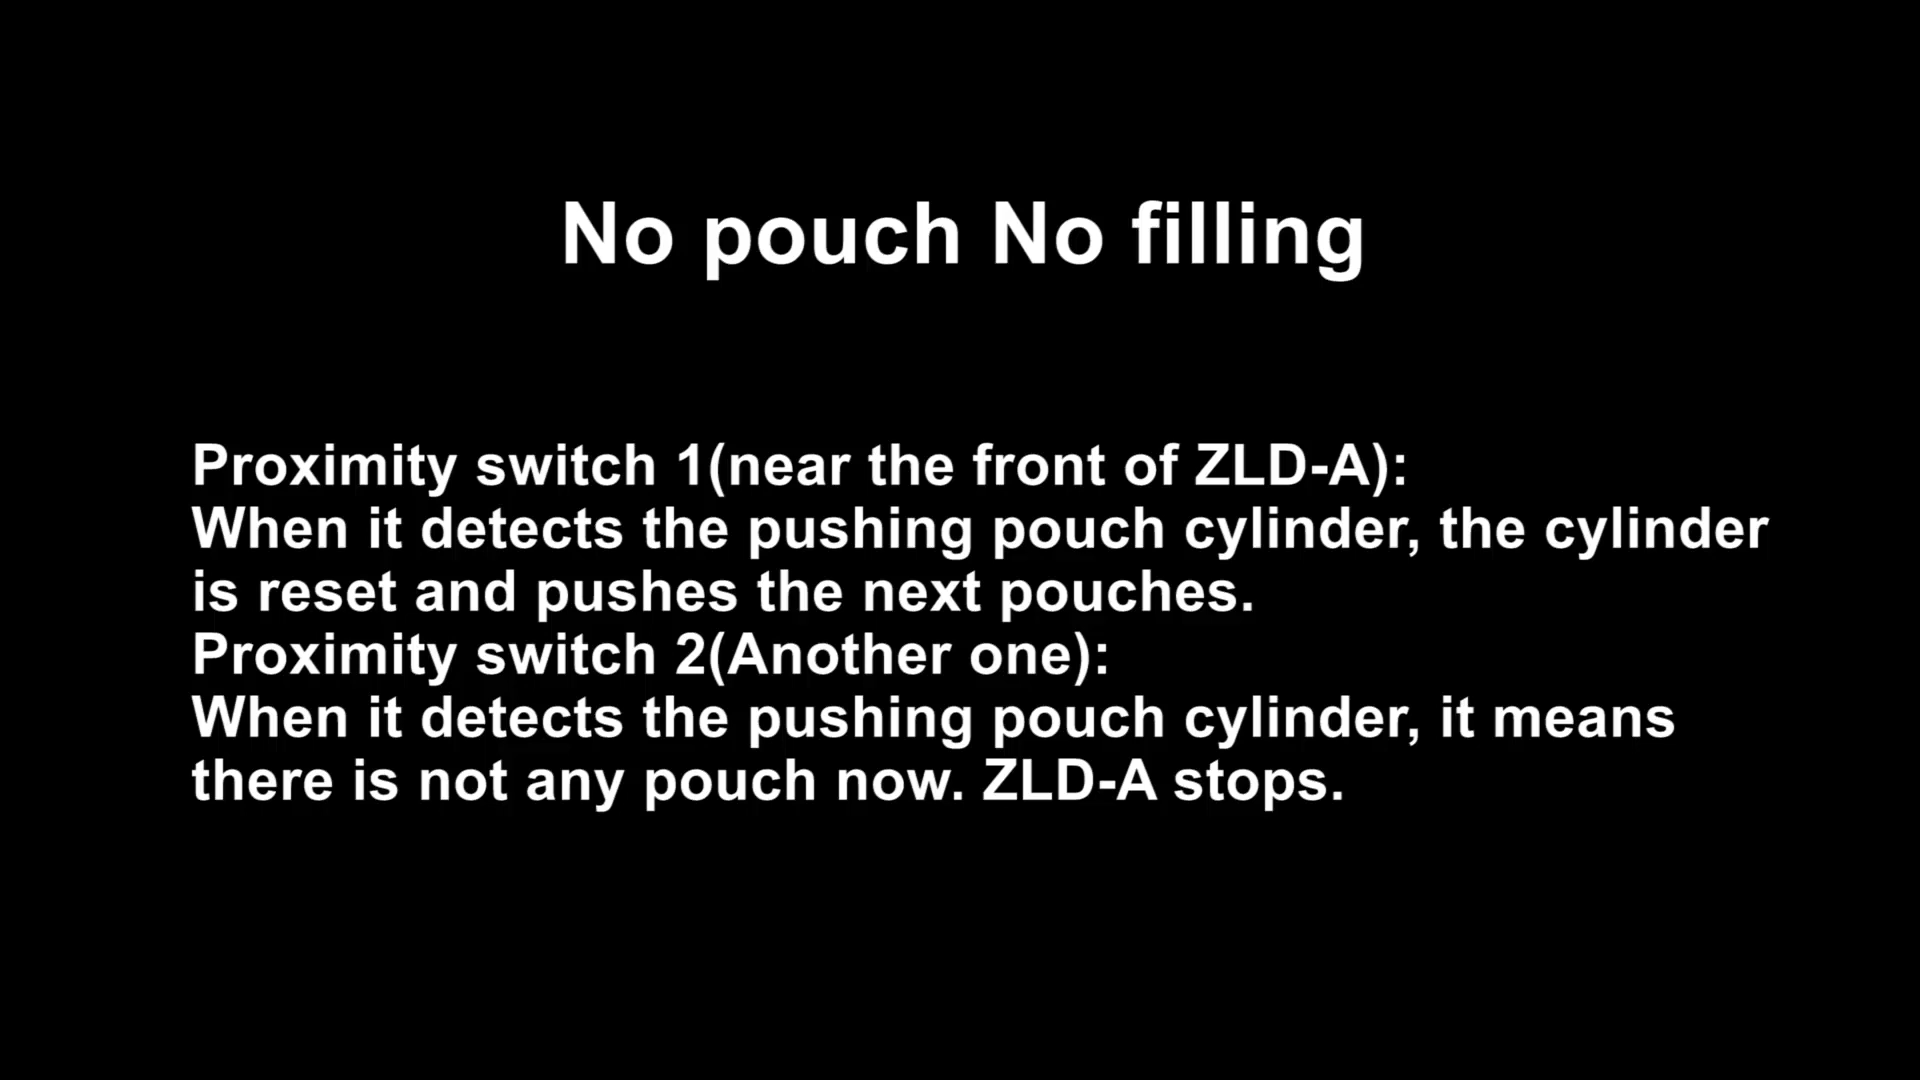 No pouch No filling
Proximity switch 1(near the front of ZLD-A):
When it detects the pushing pouch cylinder, the cylinder
is reset and pushes the next pouches.
Proximity switch 2(Another one):
When it detects the pushing pouch cylinder, it means
there is not any pouch now. ZLD-A stops.